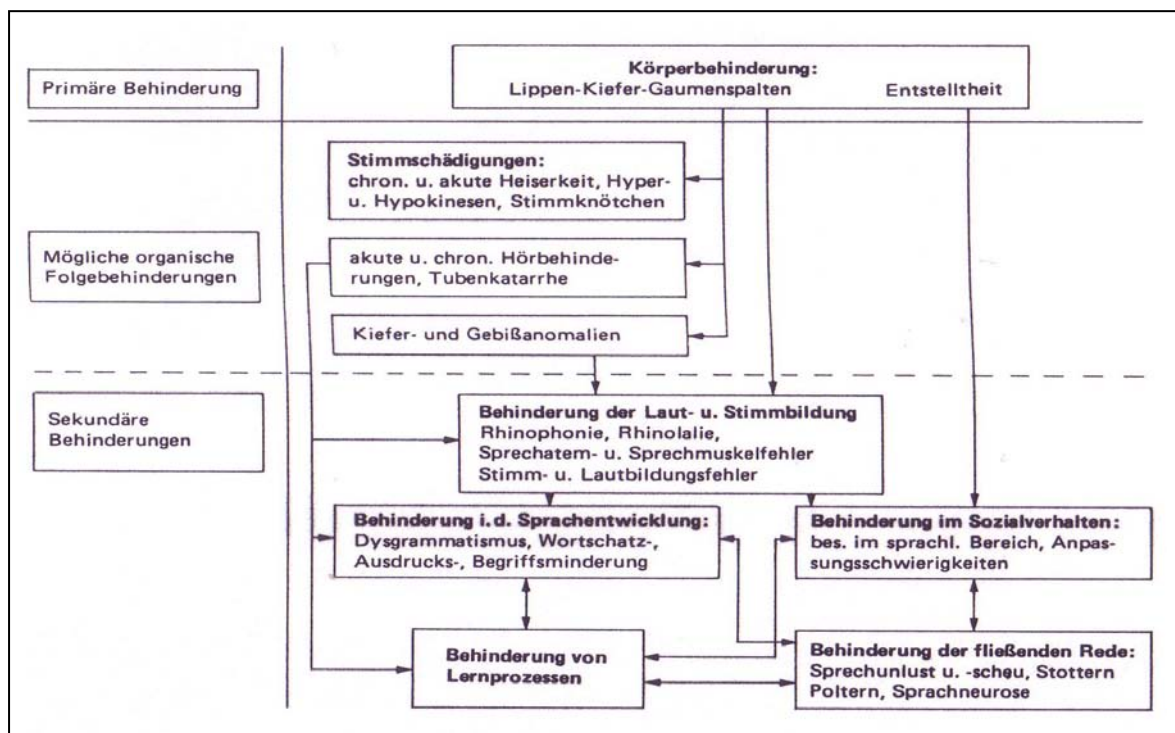 Primäre Behinderung
Körperbehinderung:
Lippen-Kiefer-Gaumenspalten Entstelltheit
Stimmschädigungen:
chron. u. akute Heiserkeit, Hyper-
u. Hypokinesen, Stimmknötchen
Mögliche organische
Folgebehinderungen
akute u. chron. Hörbehinde-
rungen, Tubenkatarrhe
Kiefer- und Gebißanomalien
Sekundäre
Behinderungen
Behinderung der Laut- u. Stimmbildung
Rhinophonie, Rhinolalie,
Sprechatem- u. Sprechmuskelfehler
Stimm- u. Lautbildungsfehler
Behinderung i.d. Sprachentwicklung:
Dysgrammatismus, Wortschatz-,
Ausdrucks-, Begriffsminderung
Behinderung im Sozialverhalten:
bes. im sprachl. Bereich, Anpas-
sungsschwierigkeiten
Behinderung von
Lernprozessen
Behinderung der fließenden Rede:
Sprechunlust u. -scheu, Stottern
Poltern, Sprachneurose